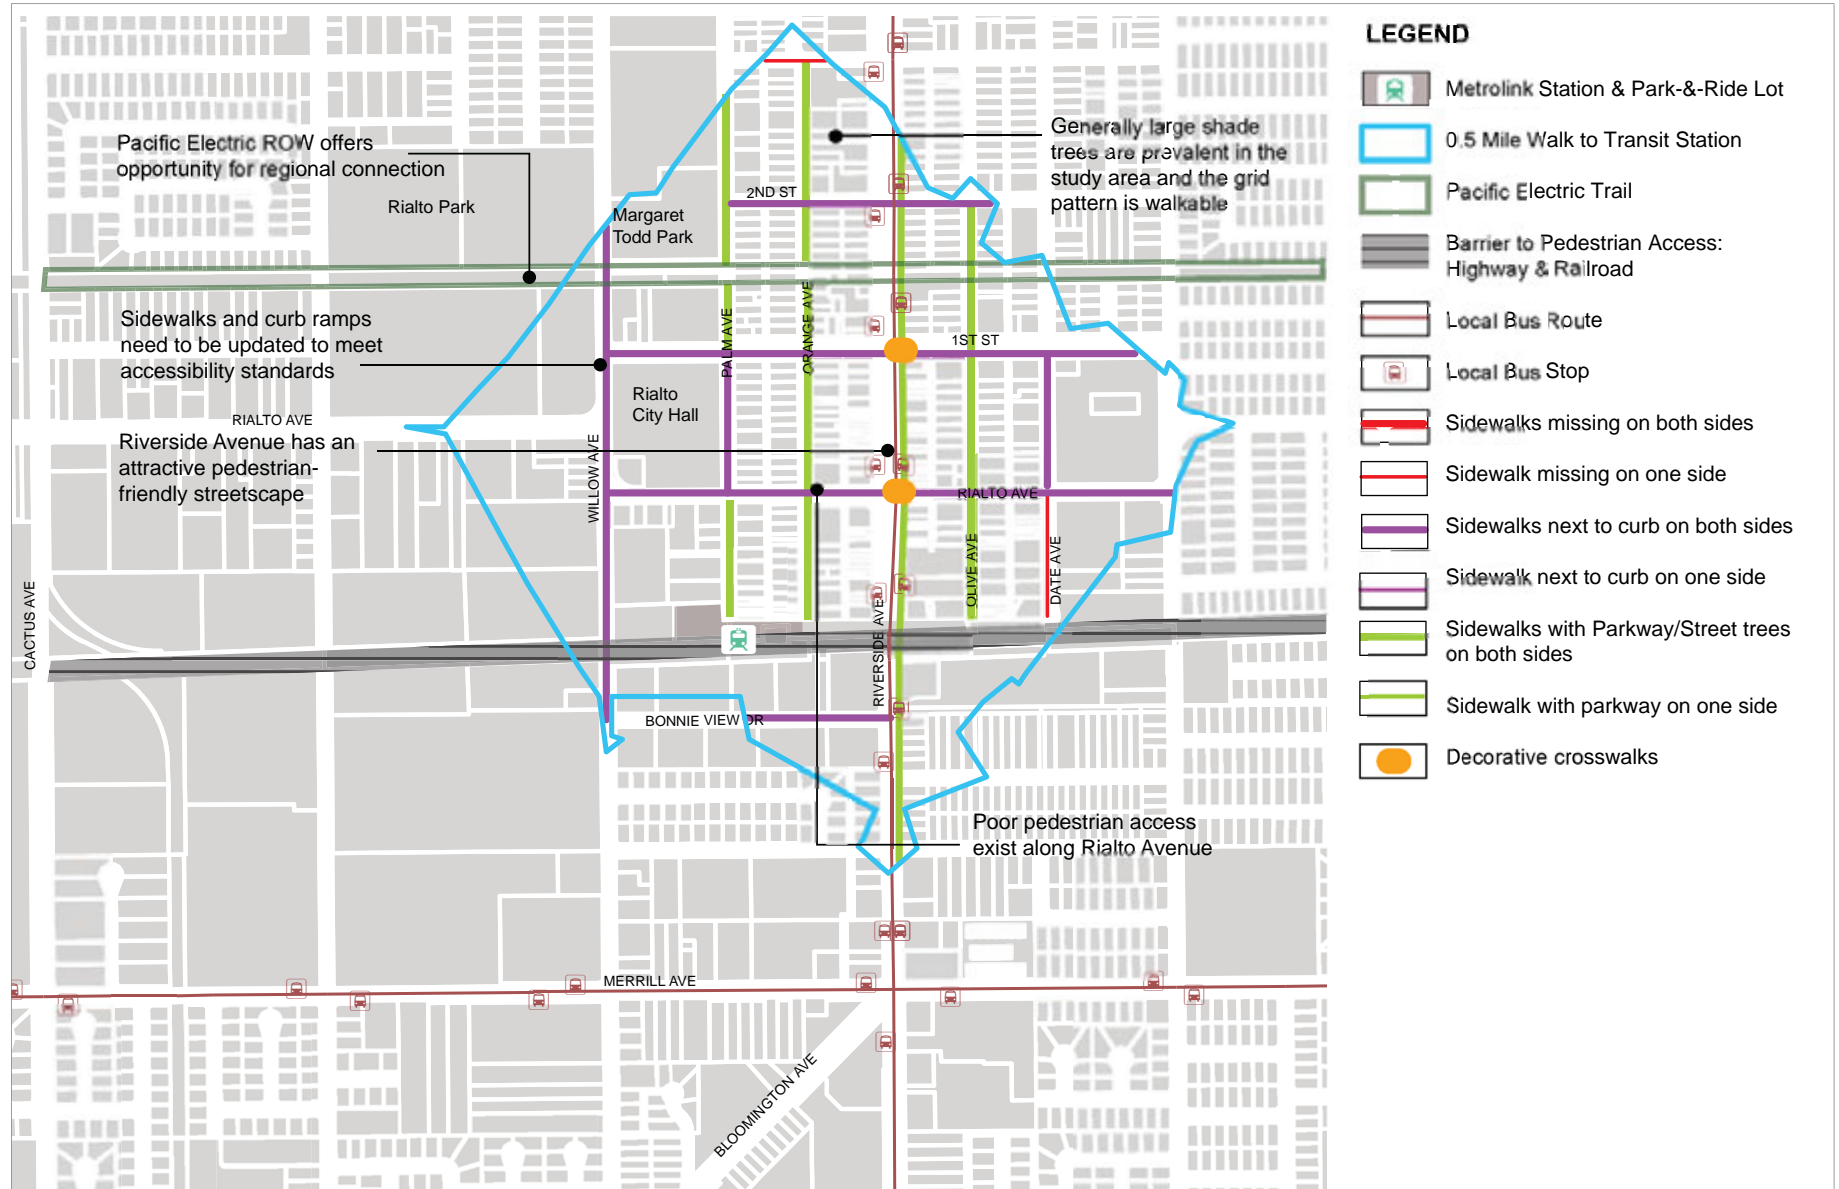 LEGEND
Metrolink Station & Park-&-Ride Lot
0.5 Mile Walk to Transit Station
Pacific Electric Trail
Barrier to Pedestrian Access:
Highway & Railroad
Local Bus Route
Local Bus Stop
Sidewalks missing on both sides
Sidewalk missing on one side
Sidewalks next to curb on both sides
Sidewalk next to curb on one side
Sidewalks with Parkway/Street trees
on both sides
Sidewalk with parkway on one side
Decorative crosswalks
Pacific Electric ROW offers
opportunity for regional connection
Rialto Park
Margaret
Todd Park
2ND ST
Generally large shade
trees are prevalent in the
study area and the grid
pattern is walkable
Sidewalks and curb ramps
need to be updated to meet
accessibility standards
PALM AVE
ORANGE AVE
1ST ST
Rialto
City Hall
RIALTO AVE
Riverside Avenue has an
attractive pedestrian-
friendly streetscape
WILLOW AVE
RIALTO AVE
OLIVE AVE
DATE AVE
CACTUS AVE
RIVERSIDE AVE
BONNIE VIEW DR
Poor pedestrian access
exist along Rialto Avenue
MERRILL AVE
BLOOMINGTON AVE